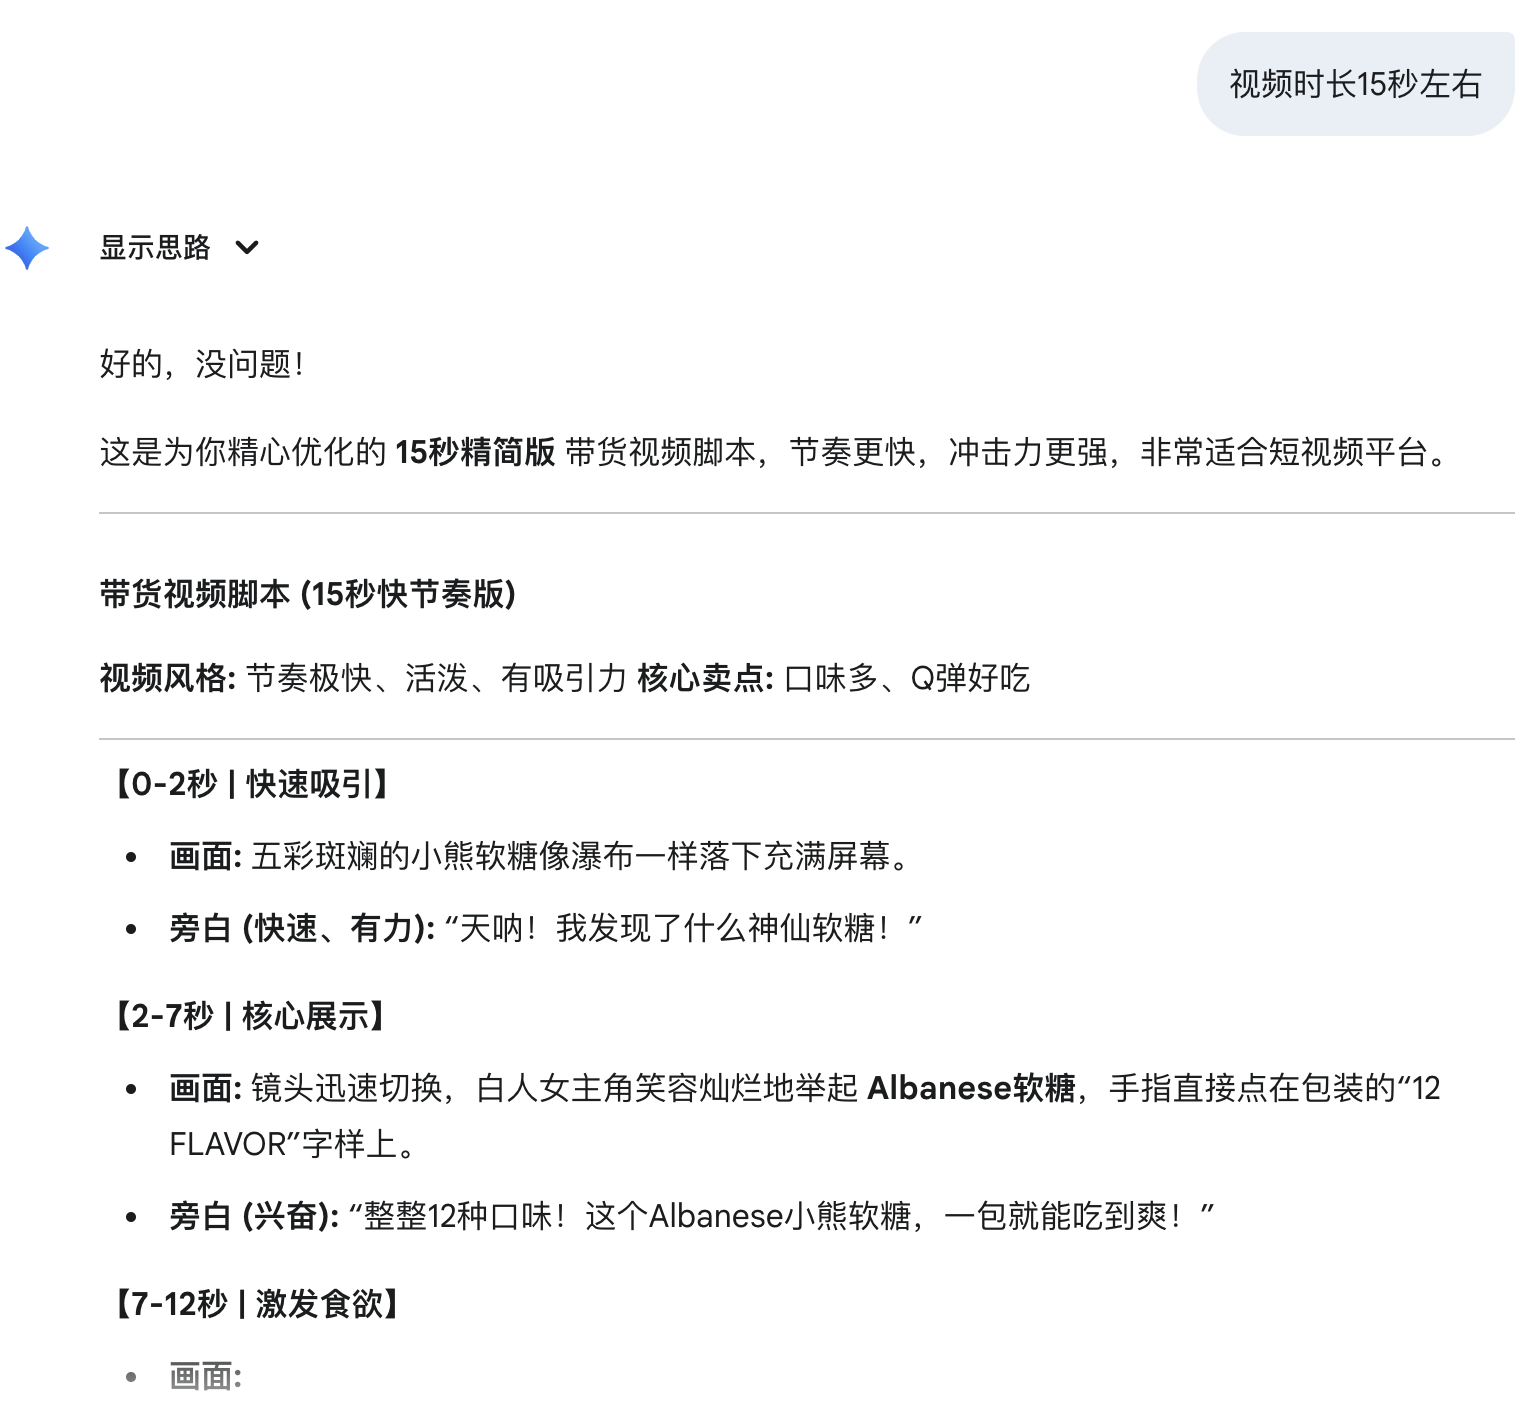 视频时长15秒左右
显示思路
好的，没问题！
这是为你精心优化的 15秒精简版 带货视频脚本，节奏更快，冲击力更强，非常适合短视频平台。
带货视频脚本 (15秒快节奏版)
视频风格: 节奏极快、活泼、有吸引力 核心卖点: 口味多、Q弹好吃
【0-2秒 | 快速吸引】
• 画面: 五彩斑斓的小熊软糖像瀑布一样落下充满屏幕。
• 旁白 (快速、有力): “天呐！我发现了什么神仙软糖！”
【2-7秒 | 核心展示】
• 画面: 镜头迅速切换，白人女主角笑容灿烂地举起 Albanese软糖，手指直接点在包装的“12
FLAVOR”字样上。
• 旁白 (兴奋): “整整12种口味！这个Albanese小熊软糖，一包就能吃到爽！”
【7-12秒 | 激发食欲】
• 画面: